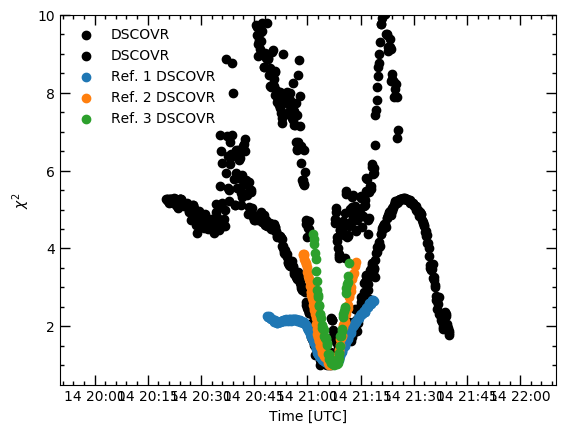 10
8
6
4
2
χ²
DSCOVR
DSCOVR
Ref. 1 DSCOVR
Ref. 2 DSCOVR
Ref. 3 DSCOVR
14 20:00 14 20:15 14 20:30 14 20:45 14 21:00 14 21:15 14 21:30 14 21:45 14 22:00
Time [UTC]